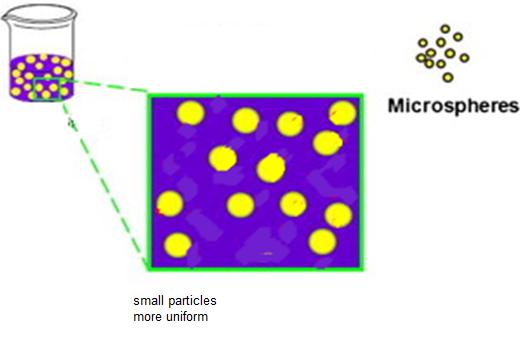 Microspheres
small particles
more uniform